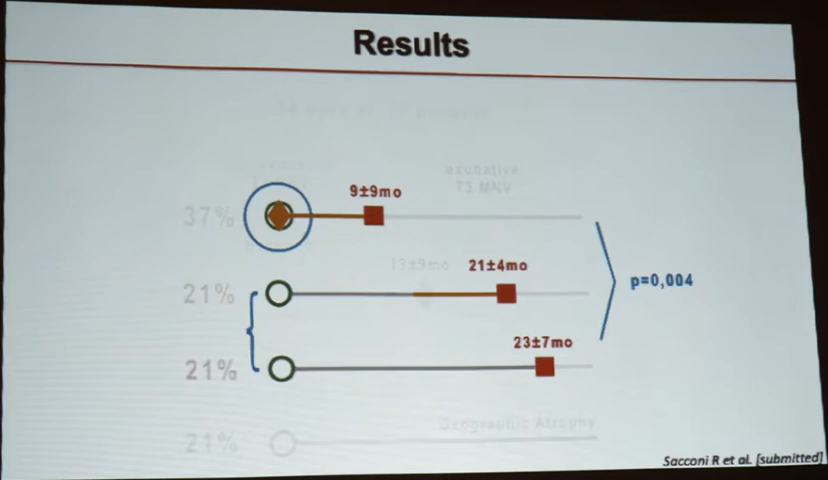 Results
exudative
T3 MNV
37%
9±9mo
21%
13±9mo
21±4mo
p=0,004
21%
23±7mo
21%
Geographic Atrophy
Sacconi R et al. [submitted]